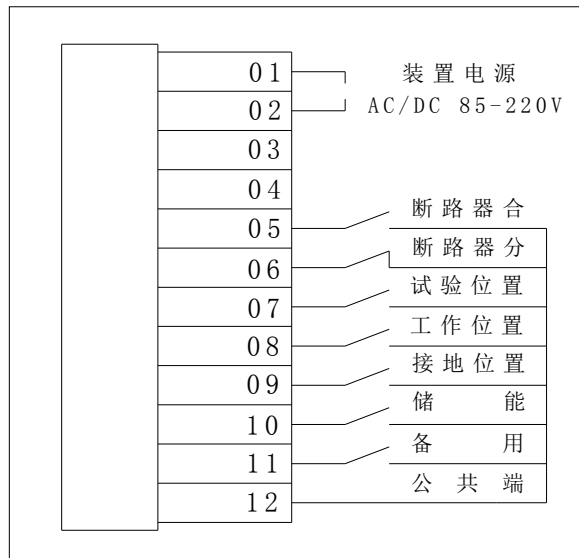 01 装置电源
02 AC/DC 85-220V
03
04
05 断路器合
06 断路器分
07 试验位置
08 工作位置
09 接地位置
10 储能
11 备用
12 公共端